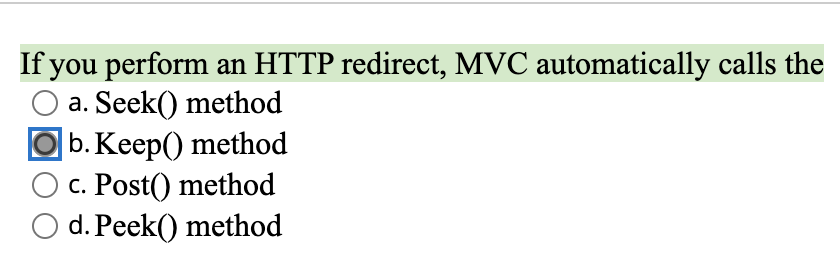 If you perform an HTTP redirect, MVC automatically calls the
a. Seek() method
b. Keep() method
c. Post() method
d. Peek() method